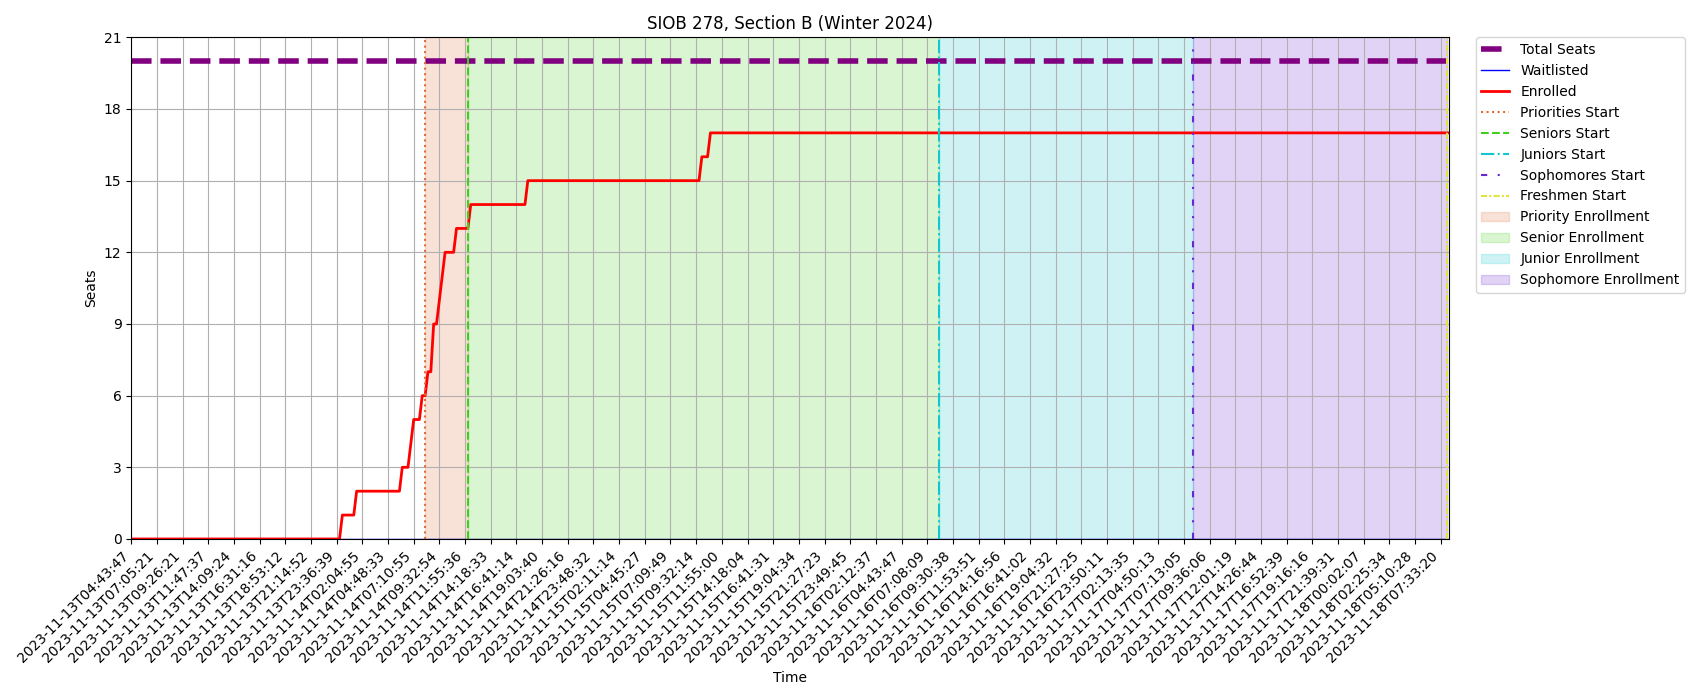 SIOB 278, Section B (Winter 2024)
21
18
15
12
9
6
3
0
Seats
2023-11-13T04:43:47
2023-11-13T07:05:21
2023-11-13T09:26:21
2023-11-13T11:47:37
2023-11-13T14:09:24
2023-11-13T16:31:16
2023-11-13T18:53:12
2023-11-13T21:14:52
2023-11-13T23:36:39
2023-11-14T02:04:55
2023-11-14T04:48:33
2023-11-14T07:10:55
2023-11-14T09:32:54
2023-11-14T11:55:36
2023-11-14T14:18:33
2023-11-14T16:41:14
2023-11-14T19:03:40
2023-11-14T21:26:16
2023-11-14T23:48:32
2023-11-15T02:11:14
2023-11-15T04:45:27
2023-11-15T07:09:49
2023-11-15T09:32:14
2023-11-15T11:55:00
2023-11-15T14:18:04
2023-11-15T16:41:31
2023-11-15T19:04:34
2023-11-15T21:27:23
2023-11-15T23:49:45
2023-11-16T02:12:37
2023-11-16T04:43:47
2023-11-16T07:08:09
2023-11-16T09:30:38
2023-11-16T11:53:51
2023-11-16T14:16:56
2023-11-16T16:41:02
2023-11-16T19:04:32
2023-11-16T21:27:25
2023-11-16T23:50:11
2023-11-17T02:13:35
2023-11-17T04:50:13
2023-11-17T07:13:05
2023-11-17T09:36:06
2023-11-17T12:01:19
2023-11-17T14:26:44
2023-11-17T16:52:39
2023-11-17T19:16:16
2023-11-17T21:39:31
2023-11-18T00:02:07
2023-11-18T02:25:34
2023-11-18T05:10:28
2023-11-18T07:33:20
Time
Total Seats
Waitlisted
Enrolled
Priorities Start
Seniors Start
Juniors Start
Sophomores Start
Freshmen Start
Priority Enrollment
Senior Enrollment
Junior Enrollment
Sophomore Enrollment